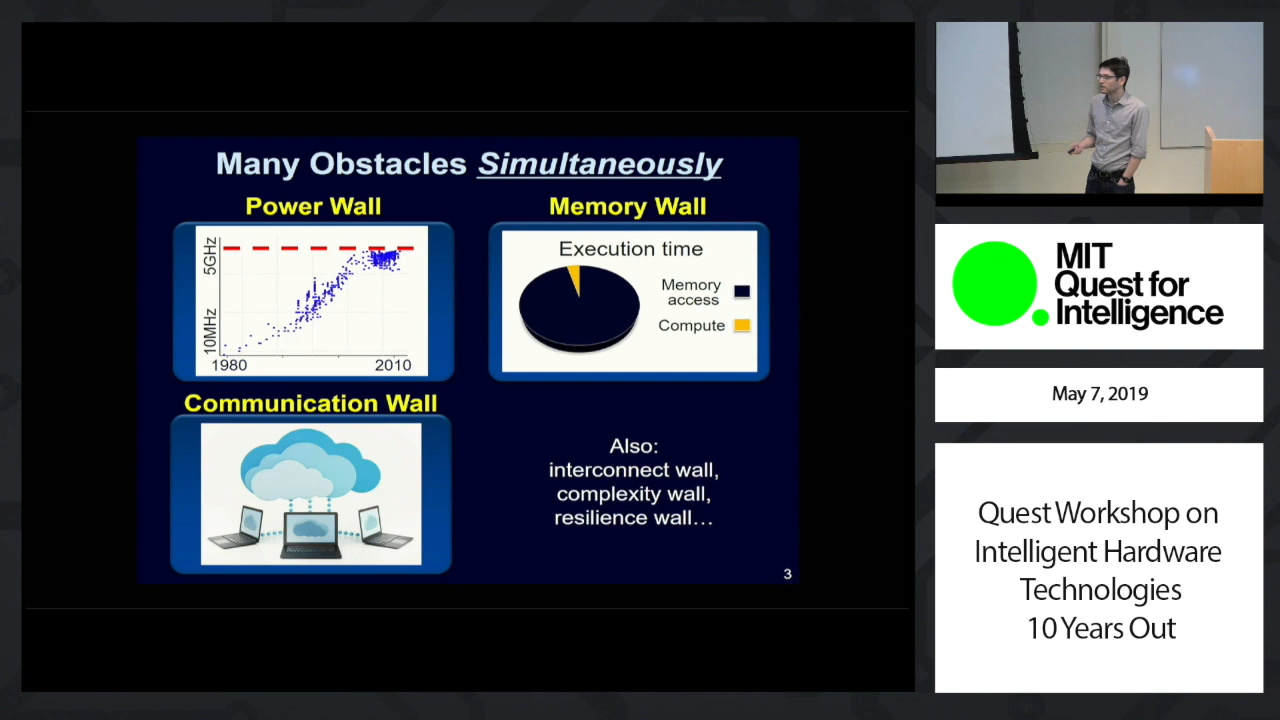 Many Obstacles Simultaneously
Power Wall
5GHz
10MHz
1980
2010
Memory Wall
Execution time
Memory
access
Compute
Communication Wall
Also:
interconnect wall,
complexity wall,
resilience wall…
3
MIT
Quest for
Intelligence
May 7, 2019
Quest Workshop on
Intelligent Hardware
Technologies
10 Years Out